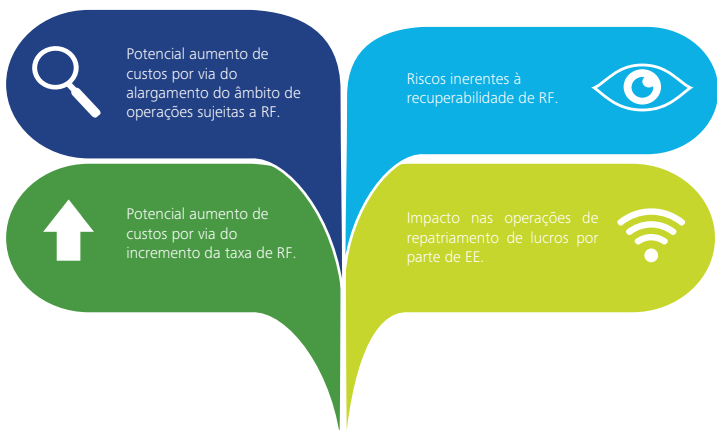 Potencial aumento de
custos por via do
alargamento do âmbito de
operações sujeitas a RF.
Riscos inerentes à
recuperabilidade de RF.
Potencial aumento de
custos por via do
incremento da taxa de RF.
Impacto nas operações de
repatriamento de lucros por
parte de EE.